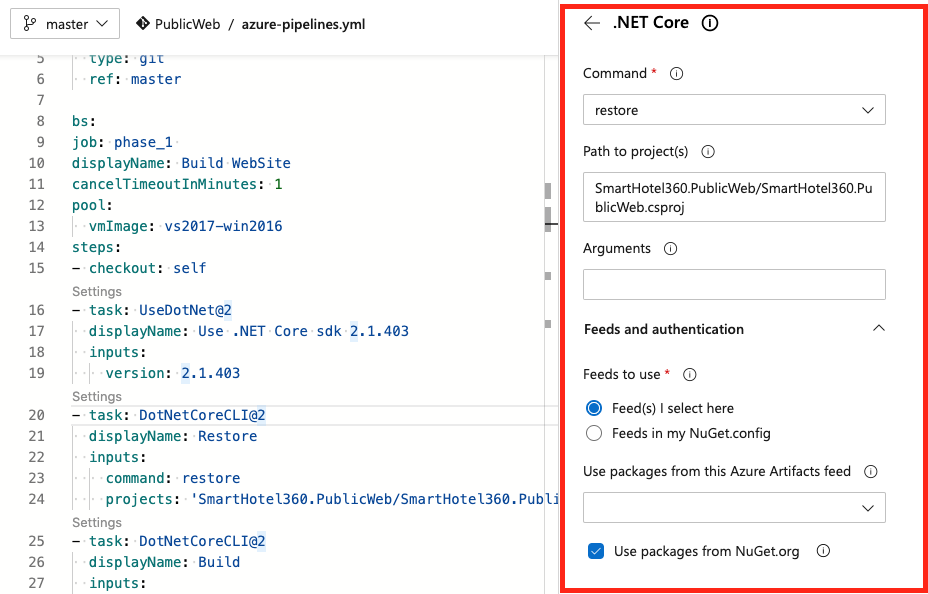 master
PublicWeb / azure-pipelines.yml
5 type: git
6 ref: master
7
8 bs:
9 job: phase_1
10 displayName: Build WebSite
11 cancelTimeoutInMinutes: 1
12 pool:
13 vmImage: vs2017-win2016
14 steps:
15 - checkout: self
Settings
16 - task: UseDotNet@2
17 displayName: Use .NET Core sdk 2.1.403
18 inputs:
19 version: 2.1.403
Settings
20 - task: DotNetCoreCLI@2
21 displayName: Restore
22 inputs:
23 command: restore
24 projects: 'SmartHotel360.PublicWeb/SmartHotel360.Publi
Settings
25 - task: DotNetCoreCLI@2
26 displayName: Build
27 inputs:
.NET Core
Command *
restore
Path to project(s)
SmartHotel360.PublicWeb/SmartHotel360.Pu
blicWeb.csproj
Arguments
Feeds and authentication
Feeds to use *
Feed(s) I select here
Feeds in my NuGet.config
Use packages from this Azure Artifacts feed
Use packages from NuGet.org